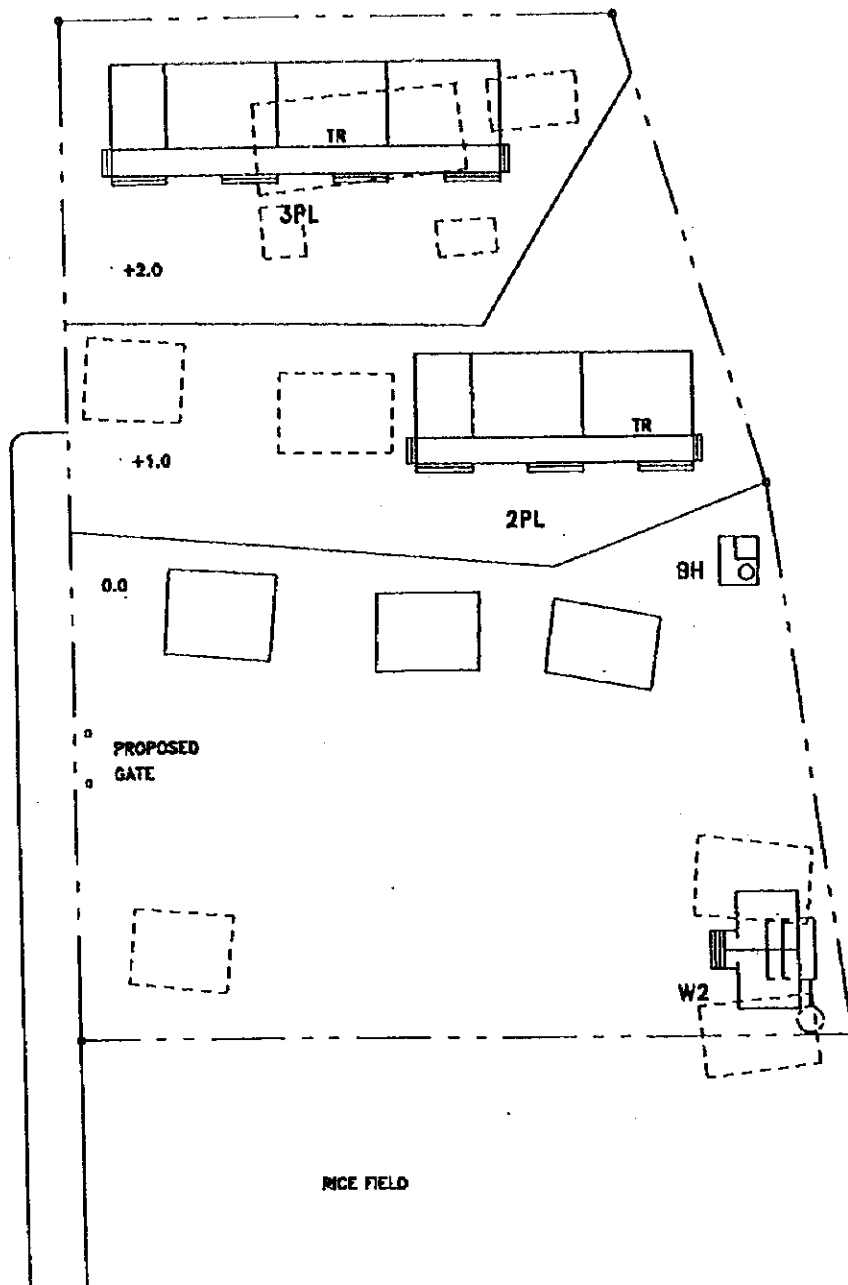 TR
3PL
+2.0
TR
+1.0
2PL
BH
0.0
PROPOSED
GATE
W2
RICE FIELD